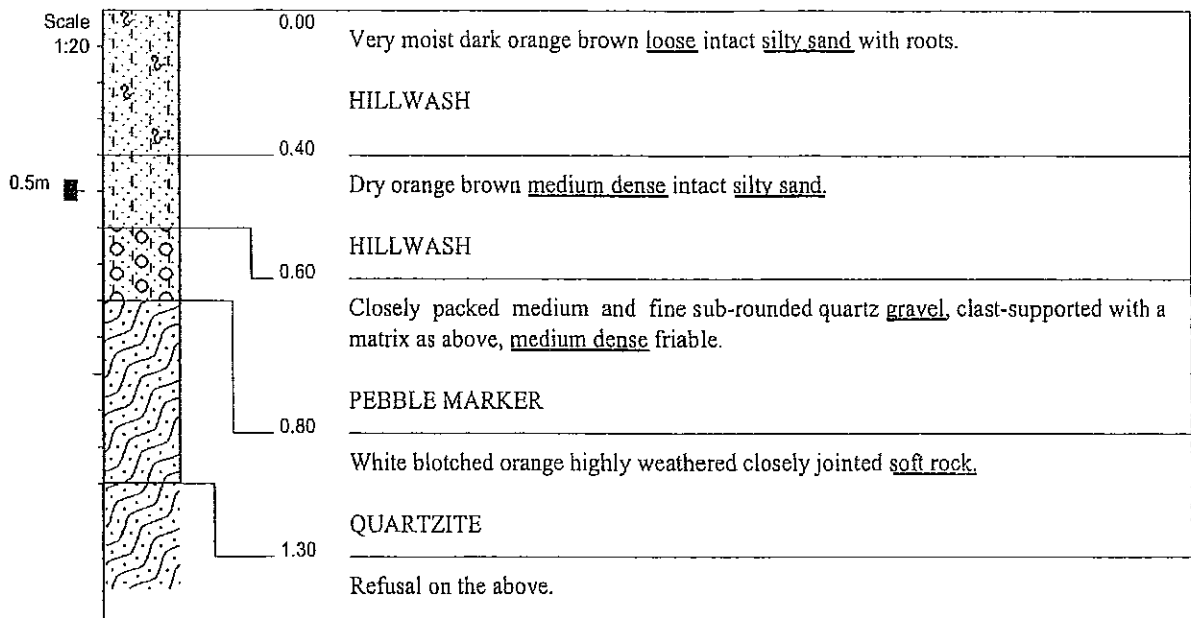 Scale
1:20
0.00
Very moist dark orange brown loose intact silty sand with roots.
HILLWASH
0.40
0.5m
Dry orange brown medium dense intact silty sand.
HILLWASH
0.60
Closely packed medium and fine sub-rounded quartz gravel, clast-supported with a
matrix as above, medium dense friable.
PEBBLE MARKER
0.80
White blotched orange highly weathered closely jointed soft rock.
QUARTZITE
1.30
Refusal on the above.